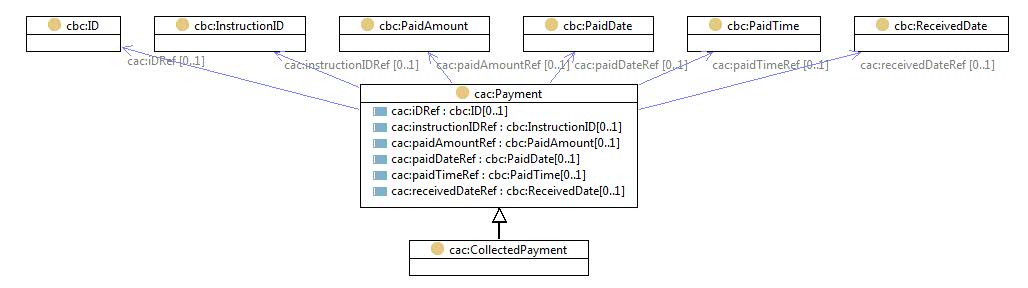 cbc:ID
cbc:InstructionID
cbc:PaidAmount
cbc:PaidDate
cbc:PaidTime
cbc:ReceivedDate
cac:iDRef [0..1]
cac:instructionIDRef [0..1]
cac:paidAmountRef [0..1]
cac:paidDateRef [0..1]
cac:paidTimeRef [0..1]
cac:receivedDateRef [0..1]
cac:Payment
cac:iDRef : cbc:ID[0..1]
cac:instructionIDRef : cbc:InstructionID[0..1]
cac:paidAmountRef : cbc:PaidAmount[0..1]
cac:paidDateRef : cbc:PaidDate[0..1]
cac:paidTimeRef : cbc:PaidTime[0..1]
cac:receivedDateRef : cbc:ReceivedDate[0..1]
cac:CollectedPayment